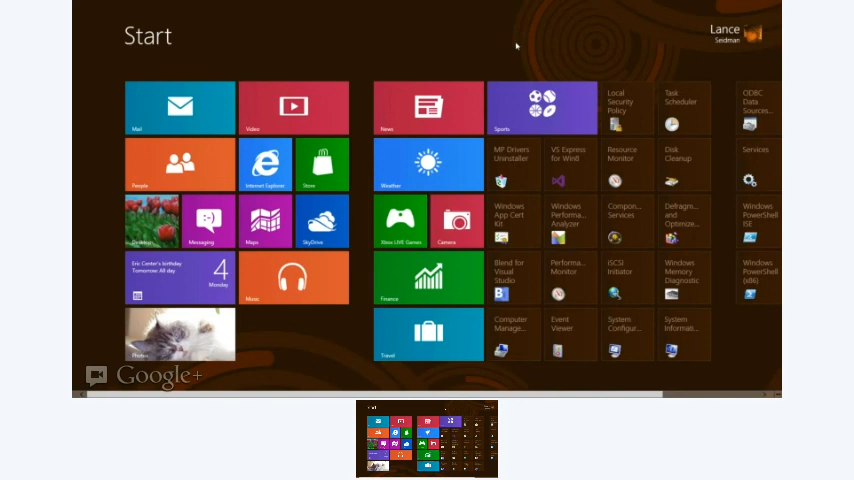 Start
Lance
Seidman
Mail
Video
People
Internet Explorer
Store
Desktop
Messaging
Maps
SkyDrive
Eric Center's birthday
Tomorrow All day
4
Monday
Music
Photos
News
Sports
Weather
Xbox LIVE Games
Camera
Finance
Travel
Local
Security
Policy
Task
Scheduler
ODBC
Data
Sources...
MP Drivers
Uninstaller
VS Express
for Win8
Resource
Monitor
Disk
Cleanup
Services
Windows
App Cert
Kit
Windows
Performa...
Analyzer
Compon...
Services
Defragm...
and
Optimize...
Windows
PowerShell
ISE
Blend for
Visual
Studio
Performa...
Monitor
iSCSI
Initiator
Windows
Memory
Diagnostic
Windows
PowerShell
(x86)
Computer
Manage...
Event
Viewer
System
Configur...
System
Informati...
Google+